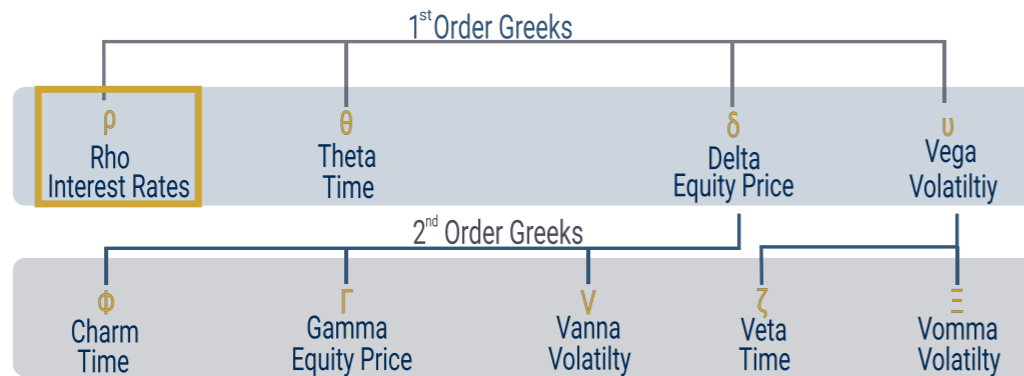 1st Order Greeks
ρ θ δ υ
Rho Theta Delta Vega
Interest Rates Time Equity Price Volatiltiy
2nd Order Greeks
Φ Γ V ζ Ξ
Charm Gamma Vanna Veta Vomma
Time Equity Price Volatilty Time Volatilty